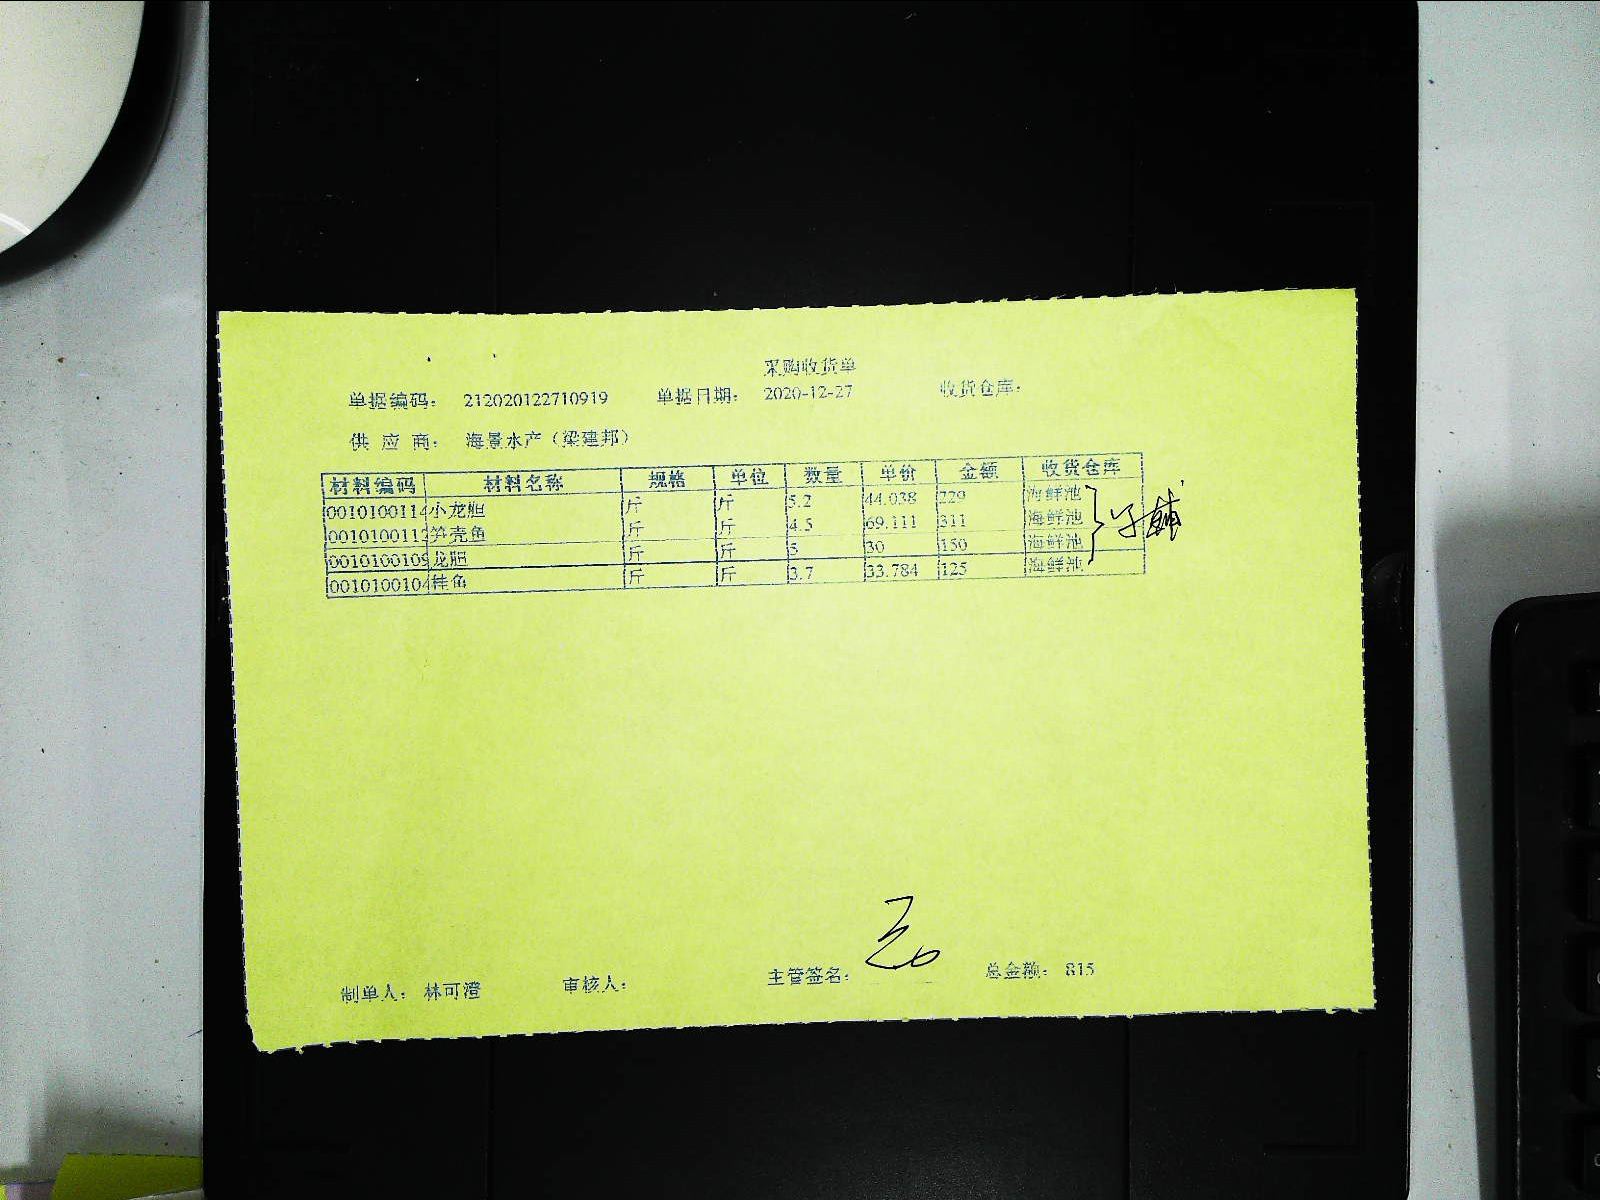 采购收货单
单据编码： 212020122710919 单据日期： 2020-12-27 收货仓库：
供 应 商： 海景水产（梁建邦）
材料编码 材料名称 规格 单位 数量 单价 金额 收货仓库
0010100114 小龙胆 斤 斤 5.2 44.038 229 海鲜池
001010011 笋壳鱼 斤 斤 4.5 69.111 311 海鲜池
0010100109 龙胆 斤 斤 5 30 150 海鲜池
0010100104 桂鱼 斤 斤 3.7 33.784 125 海鲜池
制单人： 林可澄 审核人： 主管签名： 总金额： 815